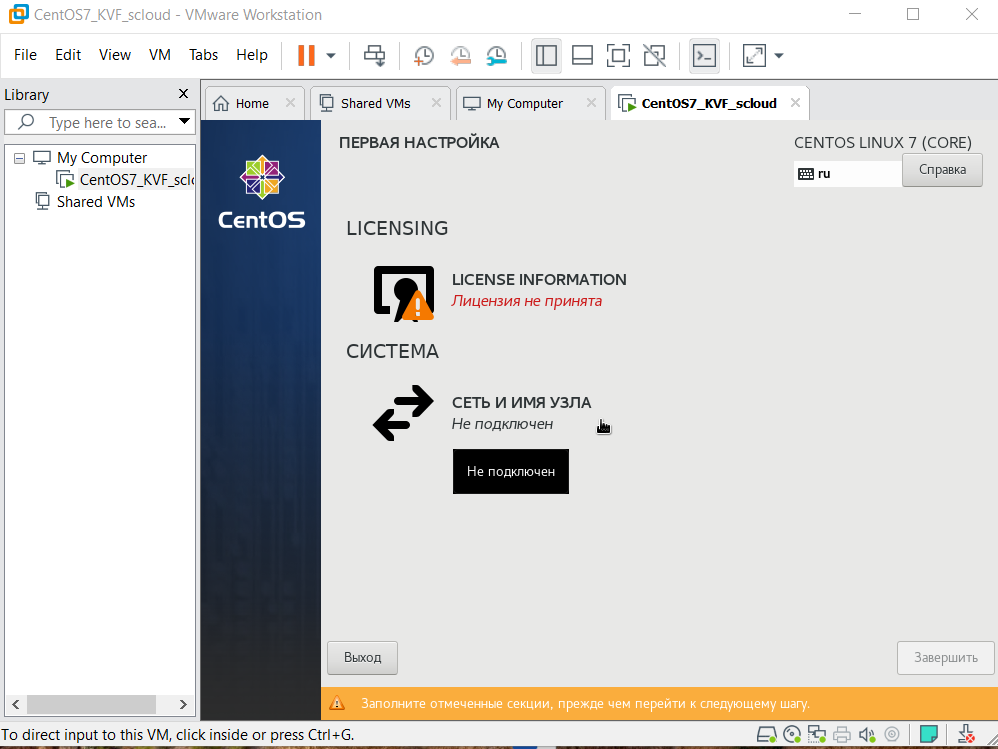 CentOS7_KVF_scloud - VMware Workstation
File Edit View VM Tabs Help
Library
Type here to sea...
My Computer
CentOS7_KVF_scl
Shared VMs
Home
Shared VMs
My Computer
CentOS7_KVF_scloud
CentOS
ПЕРВАЯ НАСТРОЙКА
CENTOS LINUX 7 (CORE)
ru
Справка
LICENSING
LICENSE INFORMATION
Лицензия не принята
СИСТЕМА
СЕТЬ И ИМЯ УЗЛА
Не подключен
Не подключен
Выход
Завершить
Заполните отмеченные секции, прежде чем перейти к следующему шагу.
To direct input to this VM, click inside or press Ctrl+G.